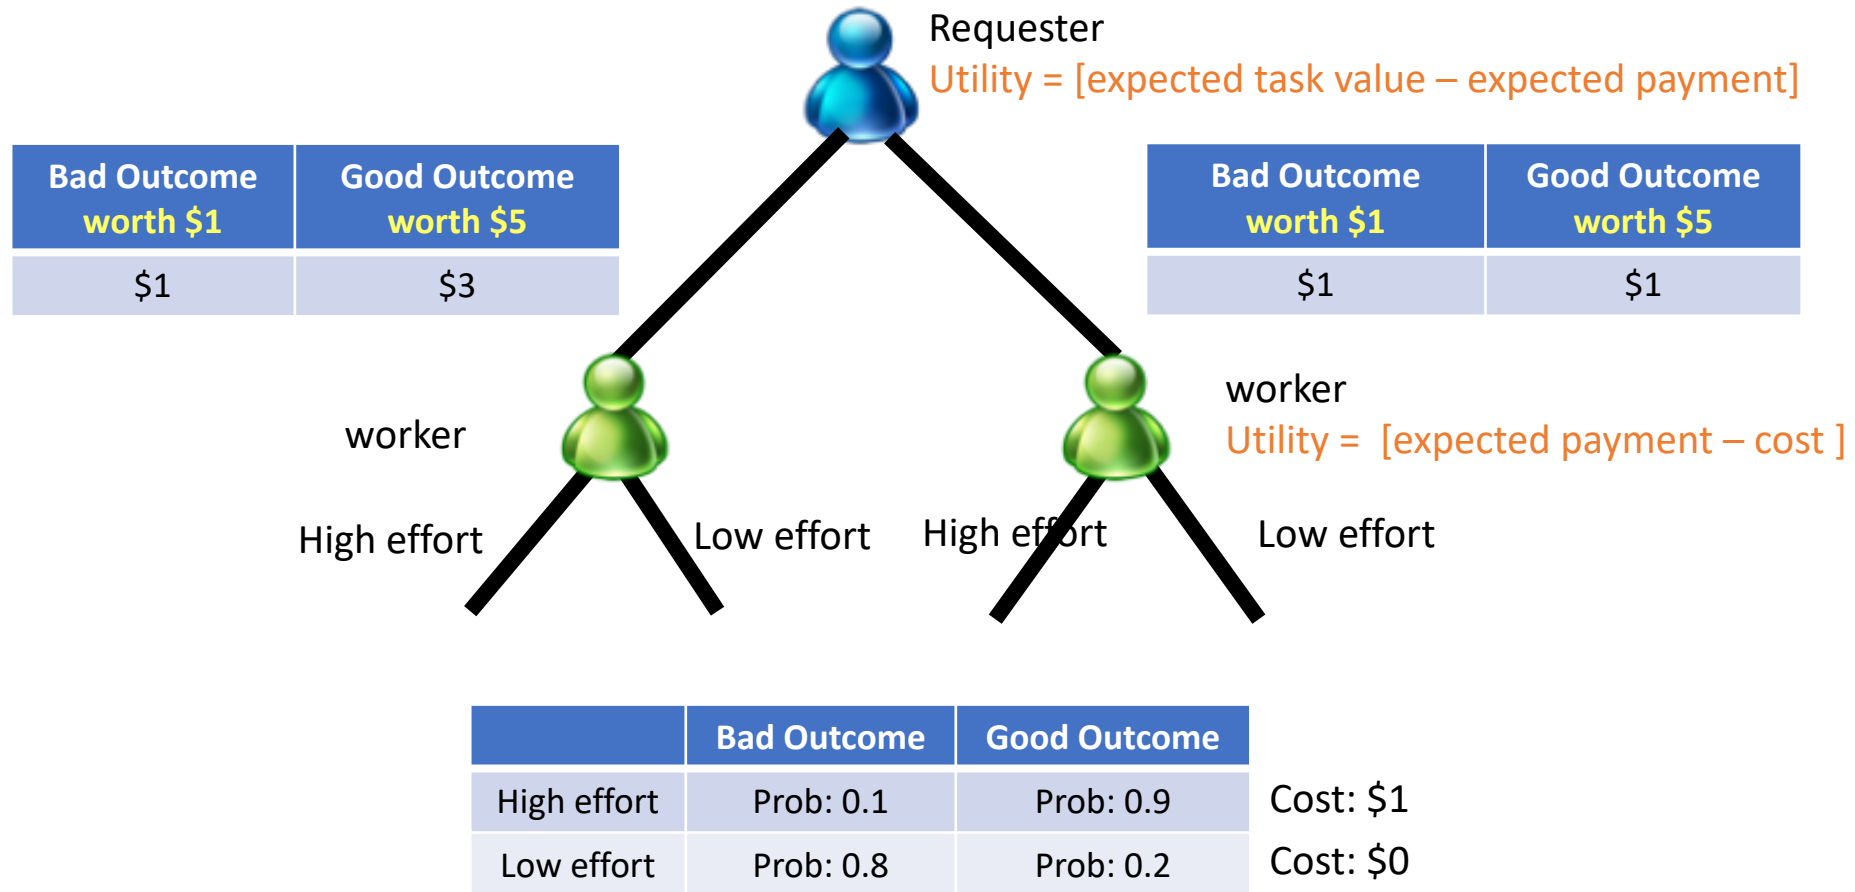 Requester
Utility = [expected task value – expected payment]
Bad Outcome worth $1 Good Outcome worth $5
$1 $3
Bad Outcome worth $1 Good Outcome worth $5
$1 $1
worker
worker
Utility = [expected payment – cost ]
High effort
Low effort
High effort
Low effort
Bad Outcome Good Outcome
High effort Prob: 0.1 Prob: 0.9 Cost: $1
Low effort Prob: 0.8 Prob: 0.2 Cost: $0